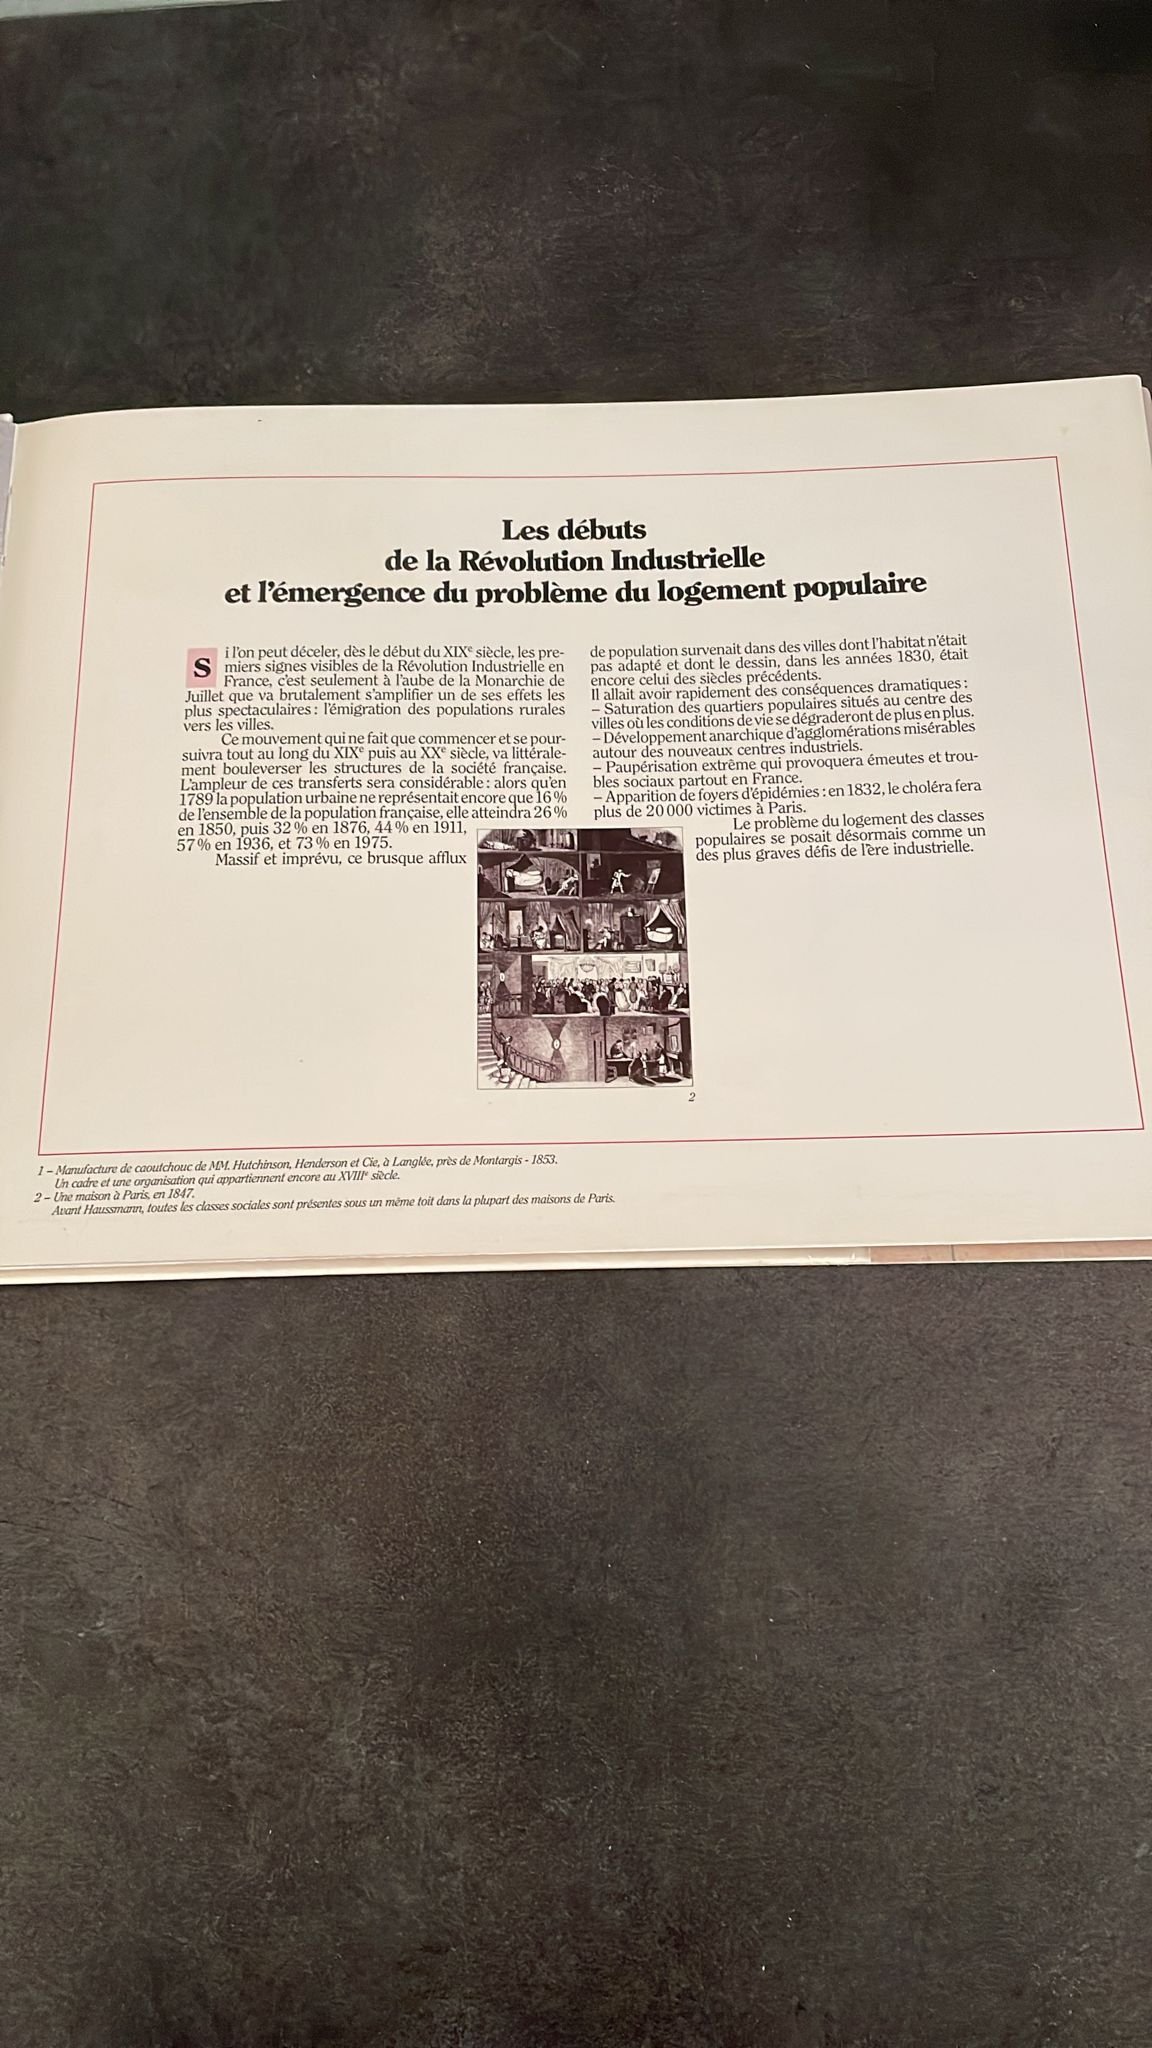 Les débuts
de la Révolution Industrielle
et l'émergence du problème du logement populaire
Si l'on peut déceler, dès le début du XIXe siècle, les pre-
miers signes visibles de la Révolution Industrielle en
France, c'est seulement à l'aube de la Monarchie de
Juillet que va brutalement s'amplifier un de ses effets les
plus spectaculaires : l'émigration des populations rurales
vers les villes.
Ce mouvement qui ne fait que commencer et se pour-
suivra tout au long du XIXe puis au XXe siècle, va littérale-
ment bouleverser les structures de la société française.
L'ampleur de ces transferts sera considérable : alors qu'en
1789 la population urbaine ne représentait encore que 16 %
de l'ensemble de la population française, elle atteindra 26 %
en 1850, puis 32 % en 1876, 44 % en 1911,
57 % en 1936, et 73 % en 1975.
Massif et imprévu, ce brusque afflux
de population survenait dans des villes dont l'habitat n'était
pas adapté et dont le dessin, dans les années 1830, était
encore celui des siècles précédents.
Il allait avoir rapidement des conséquences dramatiques :
– Saturation des quartiers populaires situés au centre des
villes où les conditions de vie se dégraderont de plus en plus.
– Développement anarchique d'agglomérations misérables
autour des nouveaux centres industriels.
– Paupérisation extrême qui provoquera émeutes et trou-
bles sociaux partout en France.
– Apparition de foyers d'épidémies : en 1832, le choléra fera
plus de 20 000 victimes à Paris.
Le problème du logement des classes
populaires se posait désormais comme un
des plus graves défis de l'ère industrielle.
2
1 – Manufacture de caoutchouc de MM. Hutchinson, Henderson et Cie, à Langlée, près de Montargis - 1853.
Un cadre et une organisation qui appartiennent encore au XVIIIe siècle.
2 – Une maison à Paris, en 1847.
Avant Haussmann, toutes les classes sociales sont présentes sous un même toit dans la plupart des maisons de Paris.